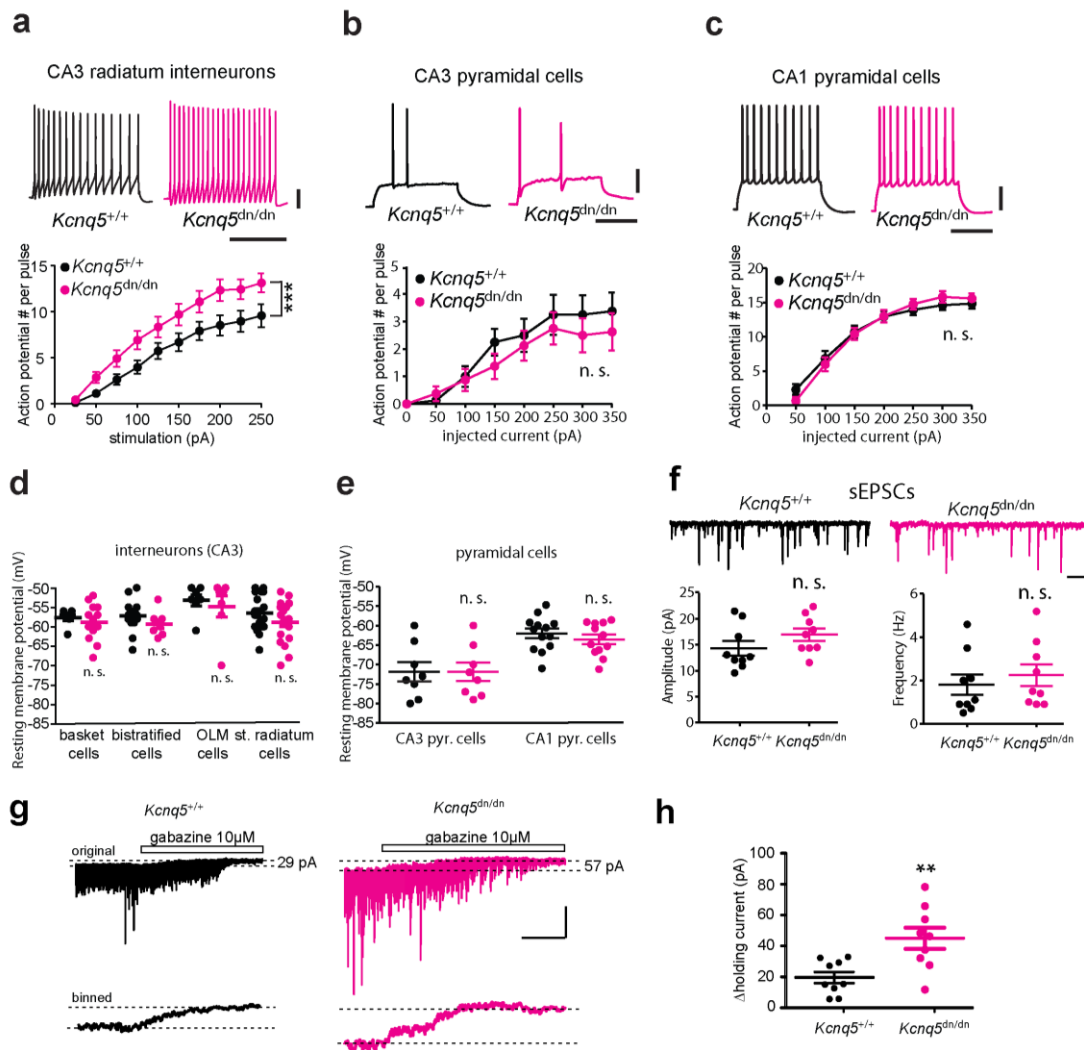 a
CA3 radiatum interneurons
Kcnq5+/+
Kcnq5dn/dn
Kcnq5+/+
Kcnq5dn/dn
***
Action potential # per pulse
15
10
5
0
0 50 100 150 200 250
stimulation (pA)
b
CA3 pyramidal cells
Kcnq5+/+
Kcnq5dn/dn
Kcnq5+/+
Kcnq5dn/dn
n. s.
Action potential # per pulse
5
4
3
2
1
0
0 50 100 150 200 250 300 350
injected current (pA)
c
CA1 pyramidal cells
Kcnq5+/+
Kcnq5dn/dn
Kcnq5+/+
Kcnq5dn/dn
n. s.
Action potential # per pulse
20
15
10
5
0
0 50 100 150 200 250 300 350
injected current (pA)
d
interneurons (CA3)
Resting membrane potential (mV)
-50
-55
-60
-65
-70
-75
-80
-85
n. s.
n. s.
n. s.
n. s.
basket bistratified OLM st. radiatum
cells cells cells cells
e
pyramidal cells
Resting membrane potential (mV)
-50
-55
-60
-65
-70
-75
-80
-85
n. s.
n. s.
CA3 pyr. cells CA1 pyr. cells
f
sEPSCs
Kcnq5+/+
Kcnq5dn/dn
n. s.
Amplitude (pA)
25
20
15
10
5
0
Kcnq5+/+ Kcnq5dn/dn
n. s.
Frequency (Hz)
6
4
2
0
Kcnq5+/+ Kcnq5dn/dn
g
Kcnq5+/+
gabazine 10µM
original
29 pA
binned
Kcnq5dn/dn
gabazine 10µM
57 pA
h
**
Δholding current (pA)
100
80
60
40
20
0
Kcnq5+/+ Kcnq5dn/dn